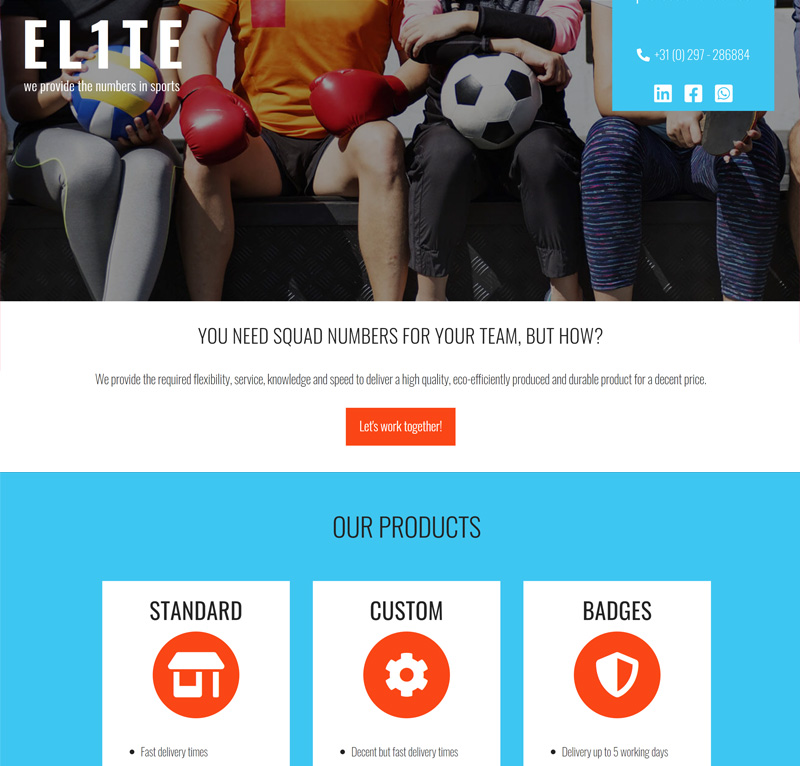 EL1TE
we provide the numbers in sports
+31 (0) 297 - 286884
YOU NEED SQUAD NUMBERS FOR YOUR TEAM, BUT HOW?
We provide the required flexibility, service, knowledge and speed to deliver a high quality, eco-efficiently produced and durable product for a decent price.
Let's work together!
OUR PRODUCTS
STANDARD
CUSTOM
BADGES
• Fast delivery times
• Decent but fast delivery times
• Delivery up to 5 working days